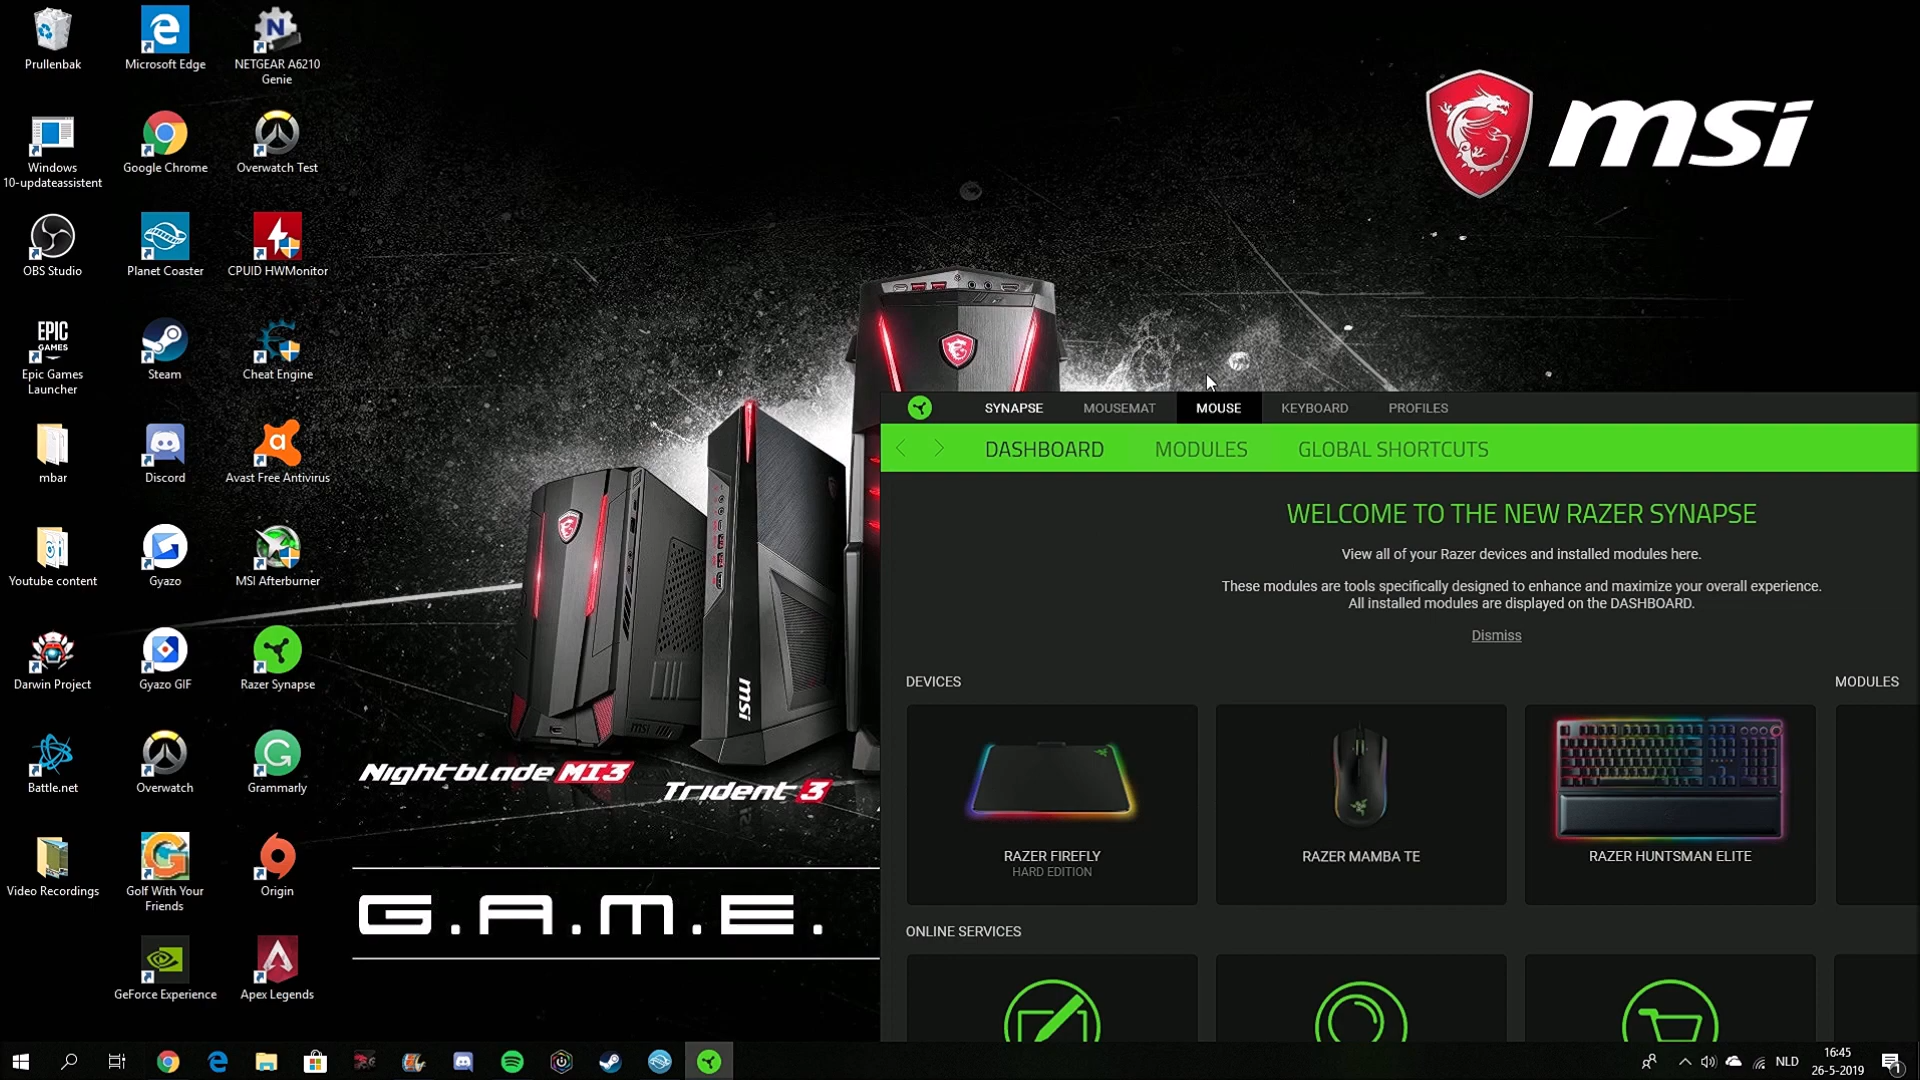 Prullenbak
Microsoft Edge
NETGEAR A6210
Genie
Windows
10-updateassistent
Google Chrome
Overwatch Test
OBS Studio
Planet Coaster
CPUID HWMonitor
EPIC
GAMES
Epic Games
Launcher
Steam
Cheat Engine
mbar
Discord
Avast Free Antivirus
Youtube content
Gyazo
MSI Afterburner
Darwin Project
Gyazo GIF
Razer Synapse
Battle.net
Overwatch
Grammarly
Video Recordings
Golf With Your
Friends
Origin
GeForce Experience
Apex Legends
msi
msi
Nightblade MI3
Trident 3
G.A.M.E.
SYNAPSE MOUSEMAT MOUSE KEYBOARD PROFILES
DASHBOARD MODULES GLOBAL SHORTCUTS
WELCOME TO THE NEW RAZER SYNAPSE
View all of your Razer devices and installed modules here.
These modules are tools specifically designed to enhance and maximize your overall experience.
All installed modules are displayed on the DASHBOARD.
Dismiss
DEVICES
MODULES
RAZER FIREFLY
HARD EDITION
RAZER MAMBA TE
RAZER HUNTSMAN ELITE
ONLINE SERVICES
NLD
16:45
26-5-2019
1